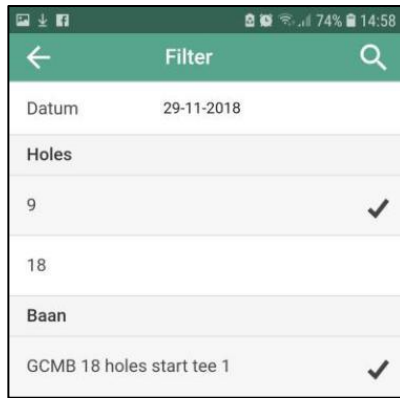 74% 14:58
Filter
Datum 29-11-2018
Holes
9
18
Baan
GCMB 18 holes start tee 1